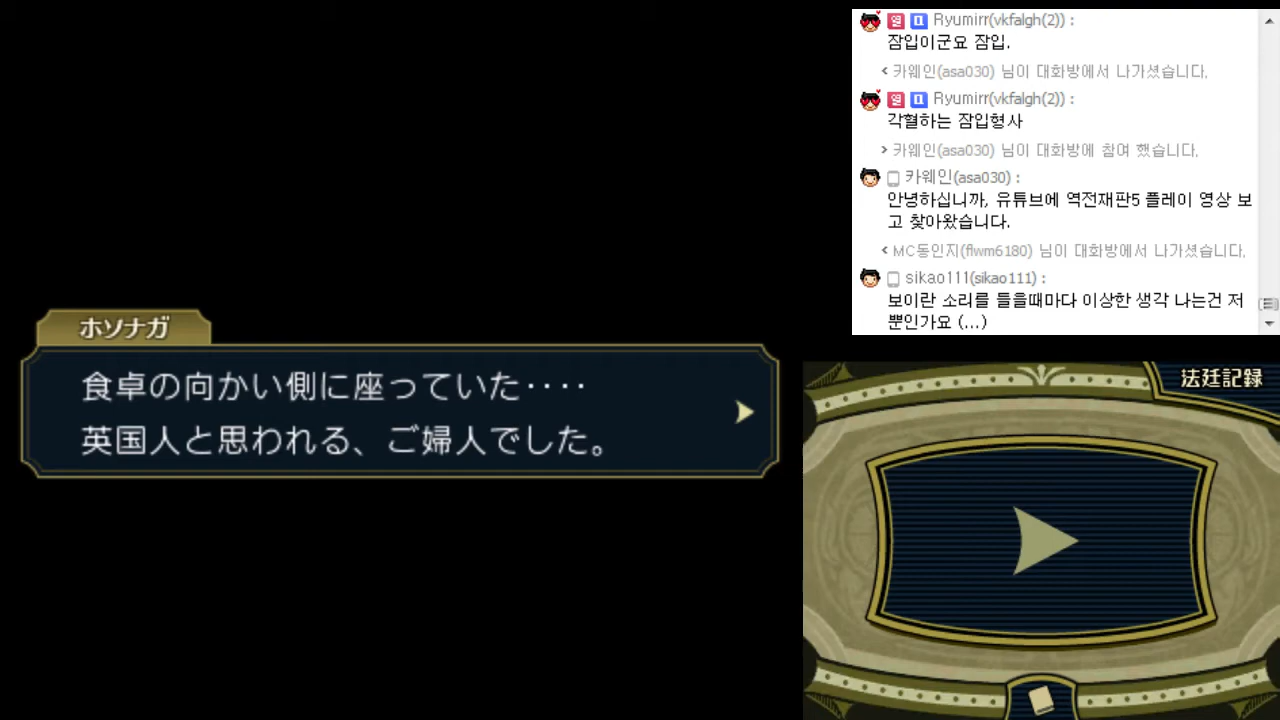 열 매 Ryumirr(vkfalgh(2)) :
잠입이군요 잠입.
< 카웨인(asa030) 님이 대화방에서 나가셨습니다.
Ryumirr(vkfalgh(2)) :
각혈하는 잠입형사
> 카웨인(asa030) 님이 대화방에 참여 했습니다.
카웨인(asa030) :
안녕하십니까, 유튜브에 역전재판5 플레이 영상 보
고 찾아왔습니다.
< MC동인지(flwm6180) 님이 대화방에서 나가셨습니다.
sikao111(sikao111) :
보이란 소리를 들을때마다 이상한 생각 나는건 저
뿐인가요 (...)
ホソナガ
食卓の向かい側に座っていた‥‥
英国人と思われる、ご婦人でした。
法廷記録